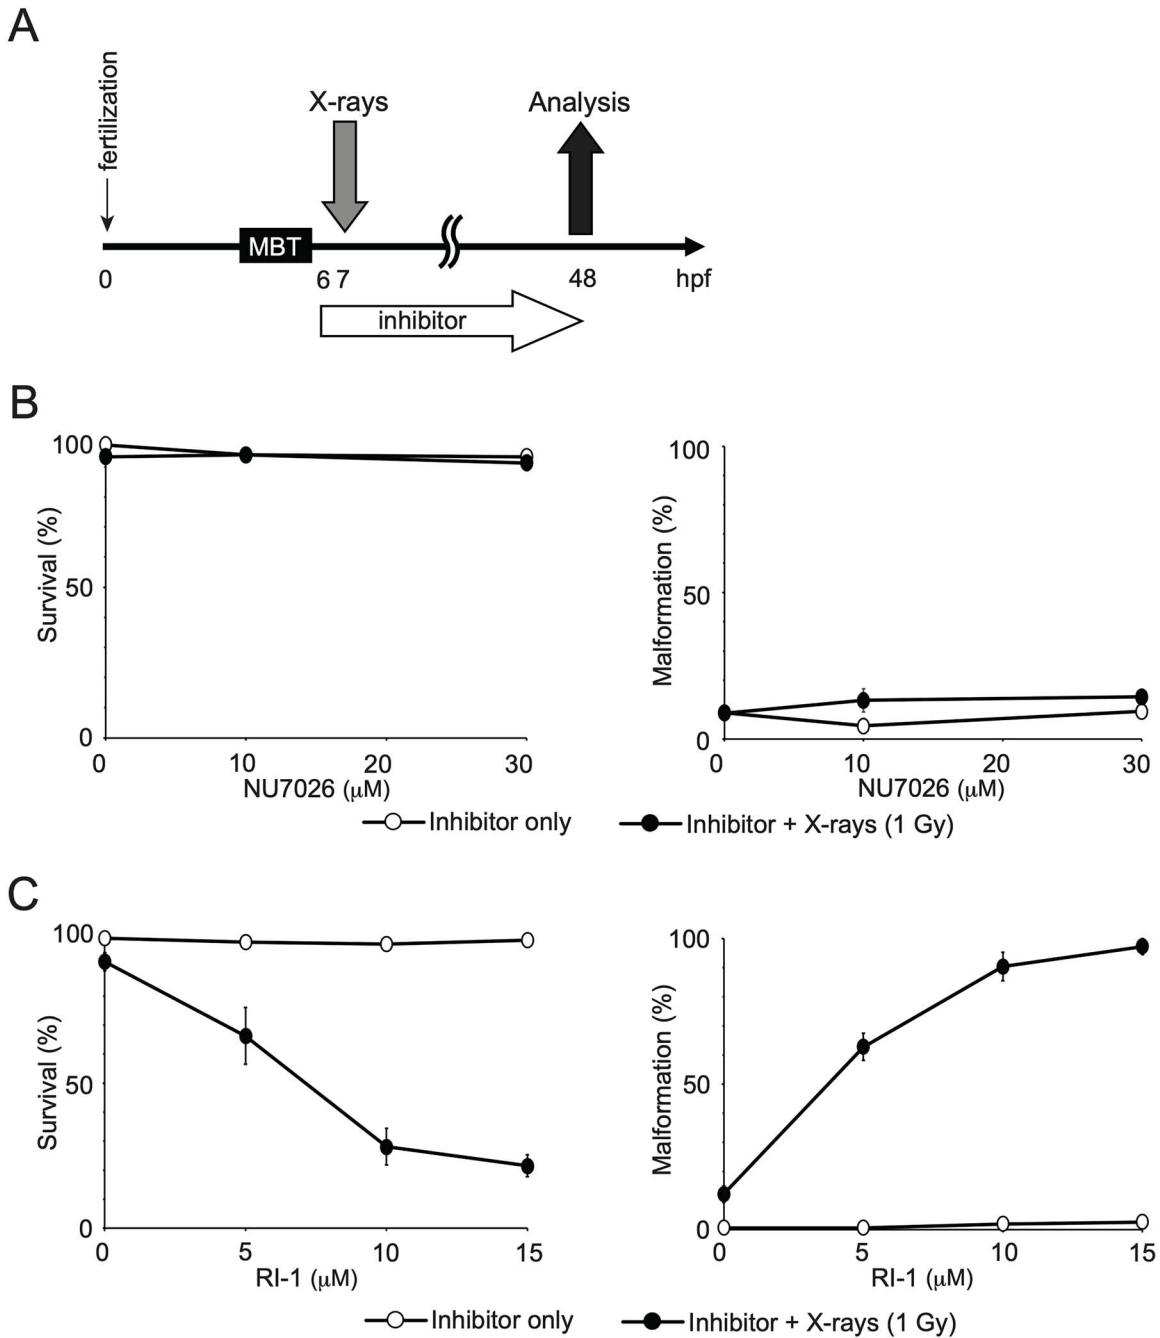 A
fertilization
X-rays
Analysis
MBT
0
6 7
48
hpf
inhibitor
B
Survival (%)
100
50
0
0 10 20 30
NU7026 (μM)
Malformation (%)
100
50
0
0 10 20 30
NU7026 (μM)
Inhibitor only
Inhibitor + X-rays (1 Gy)
C
Survival (%)
100
50
0
0 5 10 15
RI-1 (μM)
Malformation (%)
100
50
0
0 5 10 15
RI-1 (μM)
Inhibitor only
Inhibitor + X-rays (1 Gy)